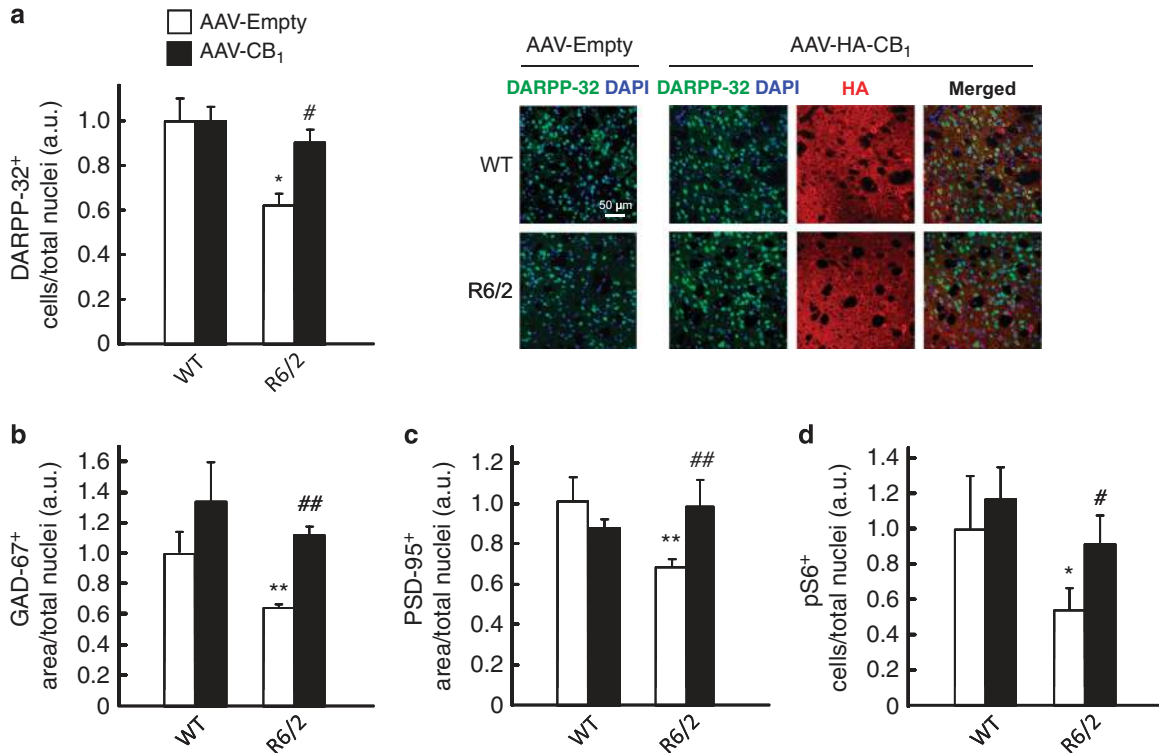 a
AAV-Empty
AAV-CB₁
DARPP-32⁺
cells/total nuclei (a.u.)
1.0
0.8
0.6
0.4
0.2
0
*
#
WT
R6/2
AAV-Empty
AAV-HA-CB₁
DARPP-32 DAPI
DARPP-32 DAPI
HA
Merged
WT
50 µm
R6/2
b
GAD-67⁺
area/total nuclei (a.u.)
1.6
1.4
1.2
1.0
0.8
0.6
0.4
0.2
0
**
##
WT
R6/2
c
PSD-95⁺
area/total nuclei (a.u.)
1.2
1.0
0.8
0.6
0.4
0.2
0
**
##
WT
R6/2
d
pS6⁺
cells/total nuclei (a.u.)
1.4
1.2
1.0
0.8
0.6
0.4
0.2
0
*
#
WT
R6/2